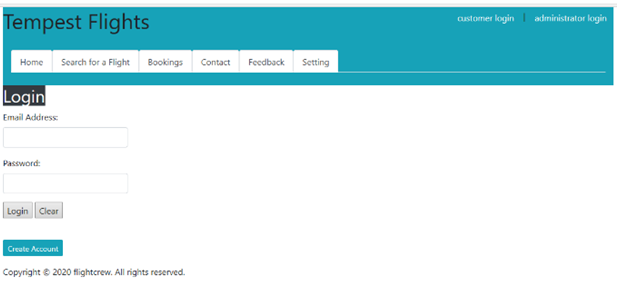 Tempest Flights
customer login | administrator login
Home Search for a Flight Bookings Contact Feedback Setting
Login
Email Address:
Password:
Login Clear
Create Account
Copyright © 2020 flightcrew. All rights reserved.